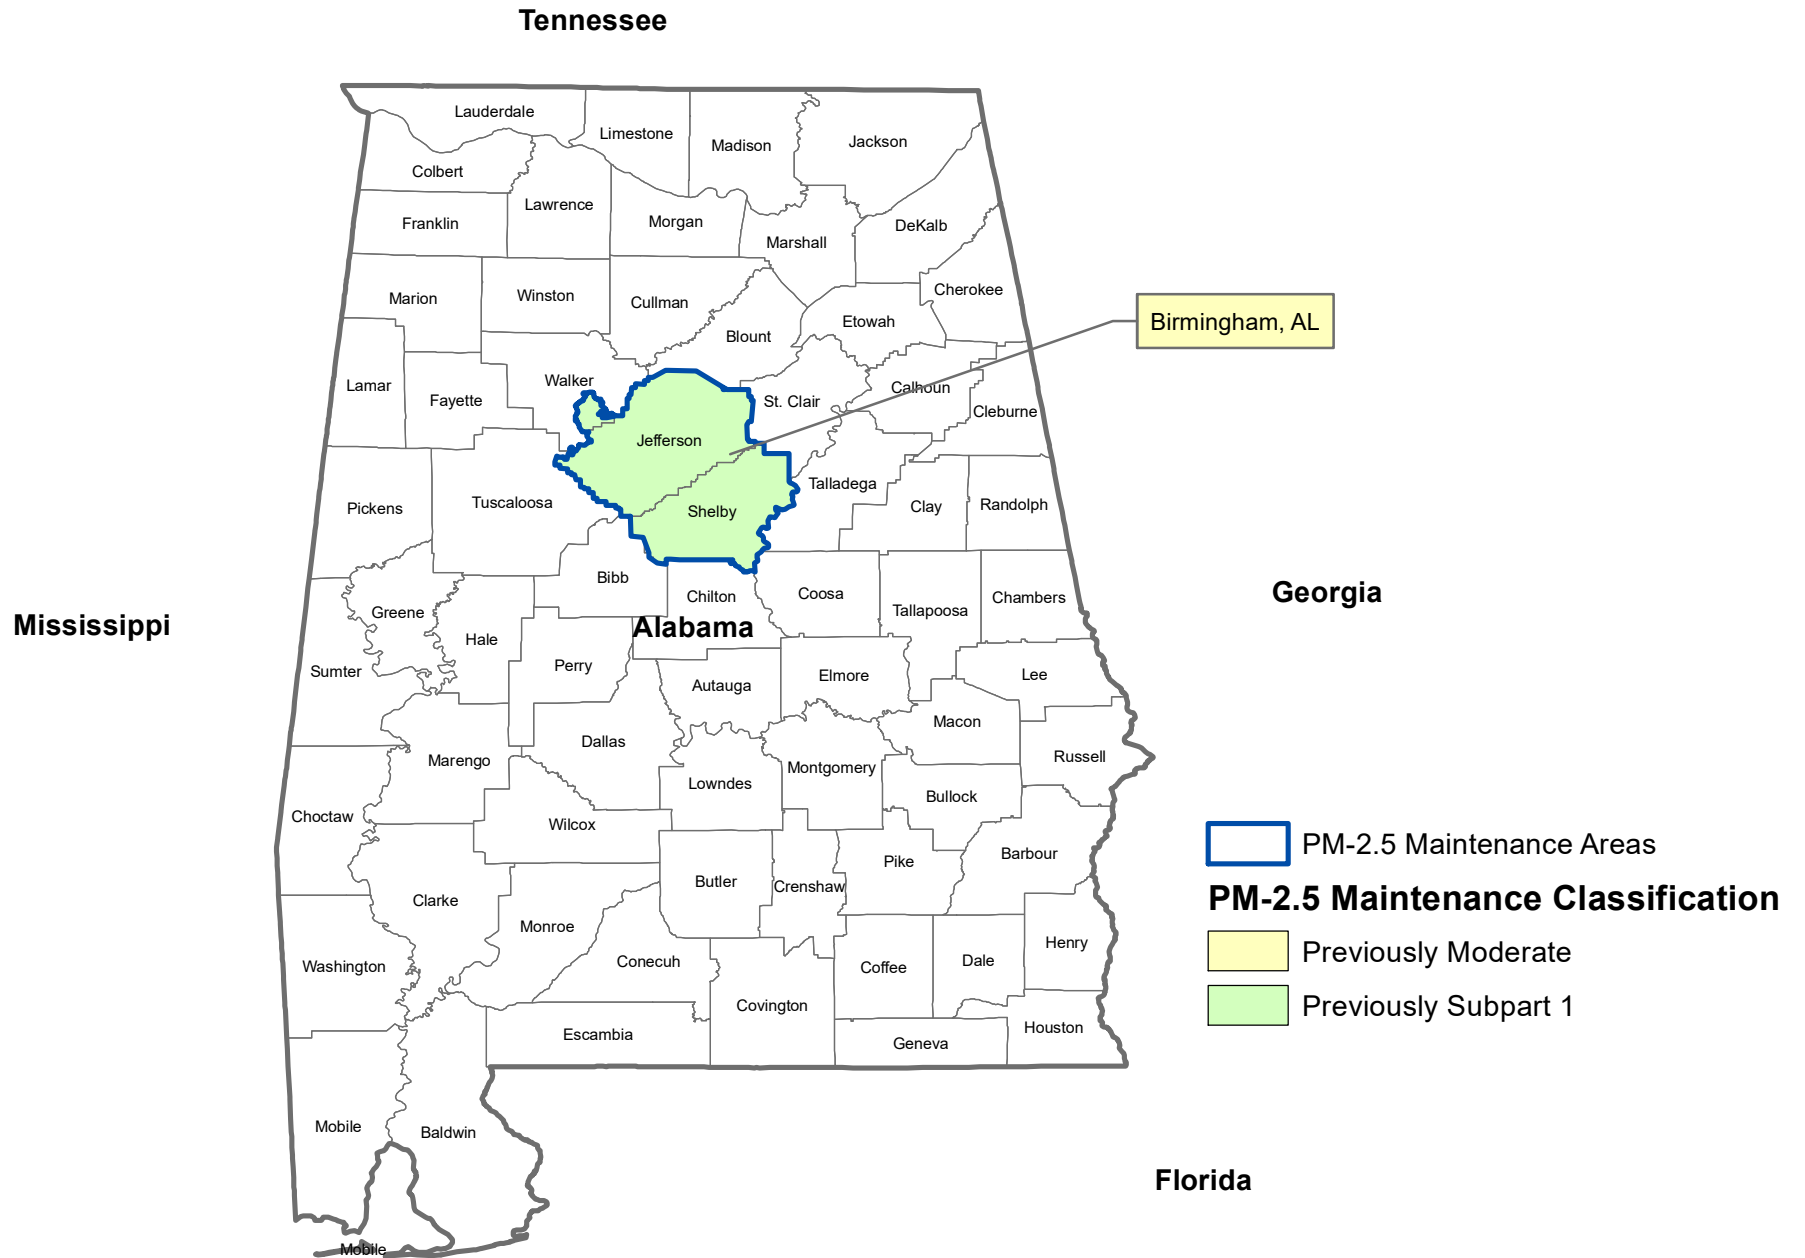 Tennessee
Lauderdale
Limestone
Madison
Jackson
Colbert
Lawrence
Franklin
Morgan
DeKalb
Marshall
Cherokee
Marion
Winston
Cullman
Etowah
Birmingham, AL
Blount
Walker
Lamar
Calhoun
Fayette
St. Clair
Cleburne
Jefferson
Talladega
Tuscaloosa
Pickens
Shelby
Clay
Randolph
Bibb
Chilton
Coosa
Georgia
Greene
Tallapoosa
Chambers
Mississippi
Alabama
Hale
Perry
Sumter
Autauga
Elmore
Lee
Macon
Dallas
Marengo
Montgomery
Russell
Lowndes
Bullock
Choctaw
Wilcox
PM-2.5 Maintenance Areas
Barbour
Pike
Butler
Crenshaw
Clarke
PM-2.5 Maintenance Classification
Monroe
Henry
Washington
Conecuh
Coffee
Dale
Previously Moderate
Covington
Previously Subpart 1
Escambia
Houston
Geneva
Mobile
Baldwin
Florida
Mobile